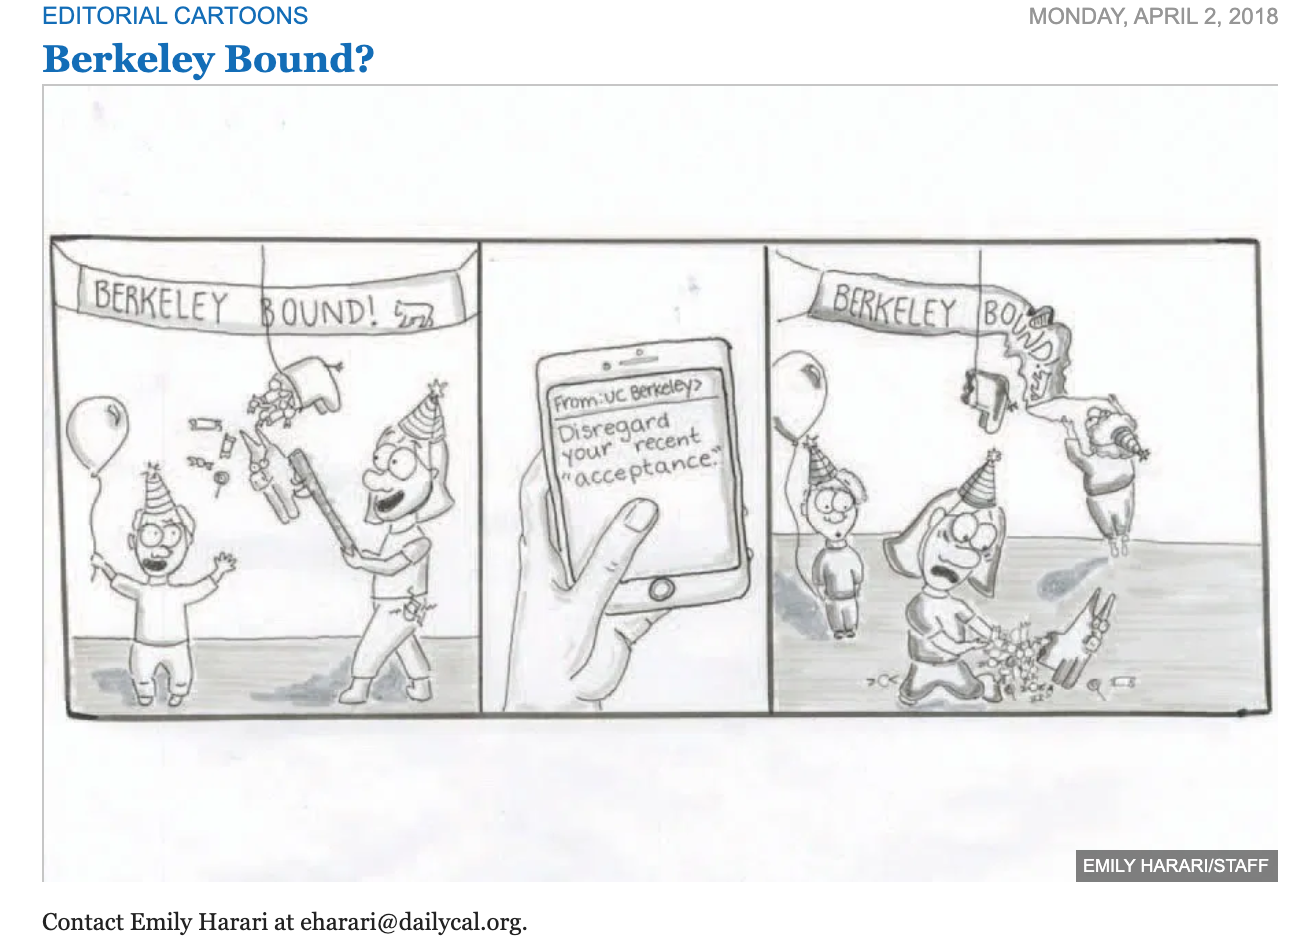 EDITORIAL CARTOONS
MONDAY, APRIL 2, 2018
Berkeley Bound?
BERKELEY BOUND!
From: UC Berkeley>
Disregard
your recent
"acceptance."
BERKELEY BOUND
EMILY HARARI/STAFF
Contact Emily Harari at eharari@dailycal.org.